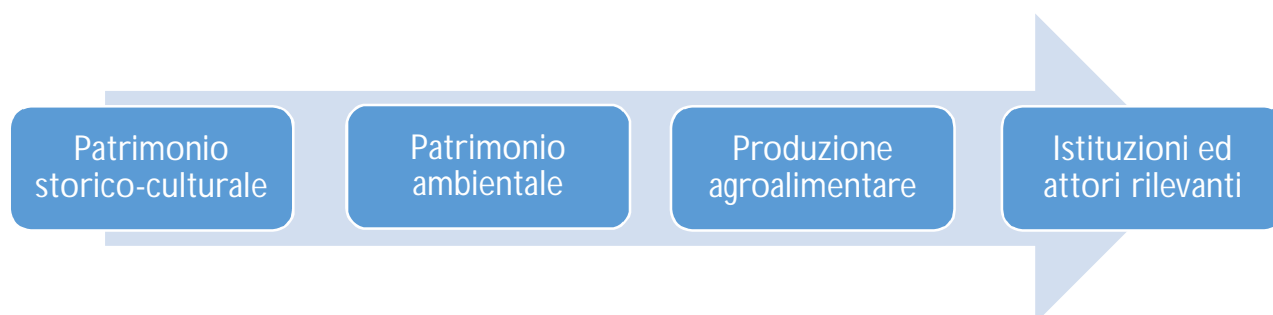 Patrimonio
storico-culturale
Patrimonio
ambientale
Produzione
agroalimentare
Istituzioni ed
attori rilevanti